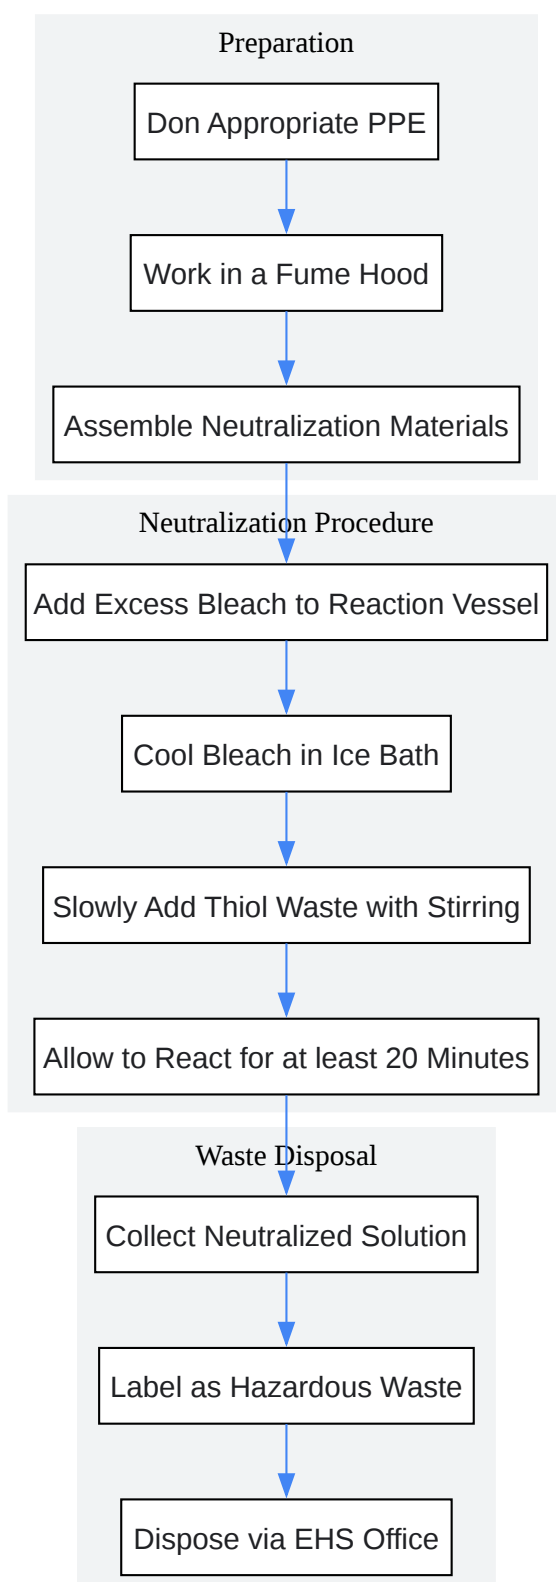 Preparation
Don Appropriate PPE
Work in a Fume Hood
Assemble Neutralization Materials
Neutralization Procedure
Add Excess Bleach to Reaction Vessel
Cool Bleach in Ice Bath
Slowly Add Thiol Waste with Stirring
Allow to React for at least 20 Minutes
Waste Disposal
Collect Neutralized Solution
Label as Hazardous Waste
Dispose via EHS Office